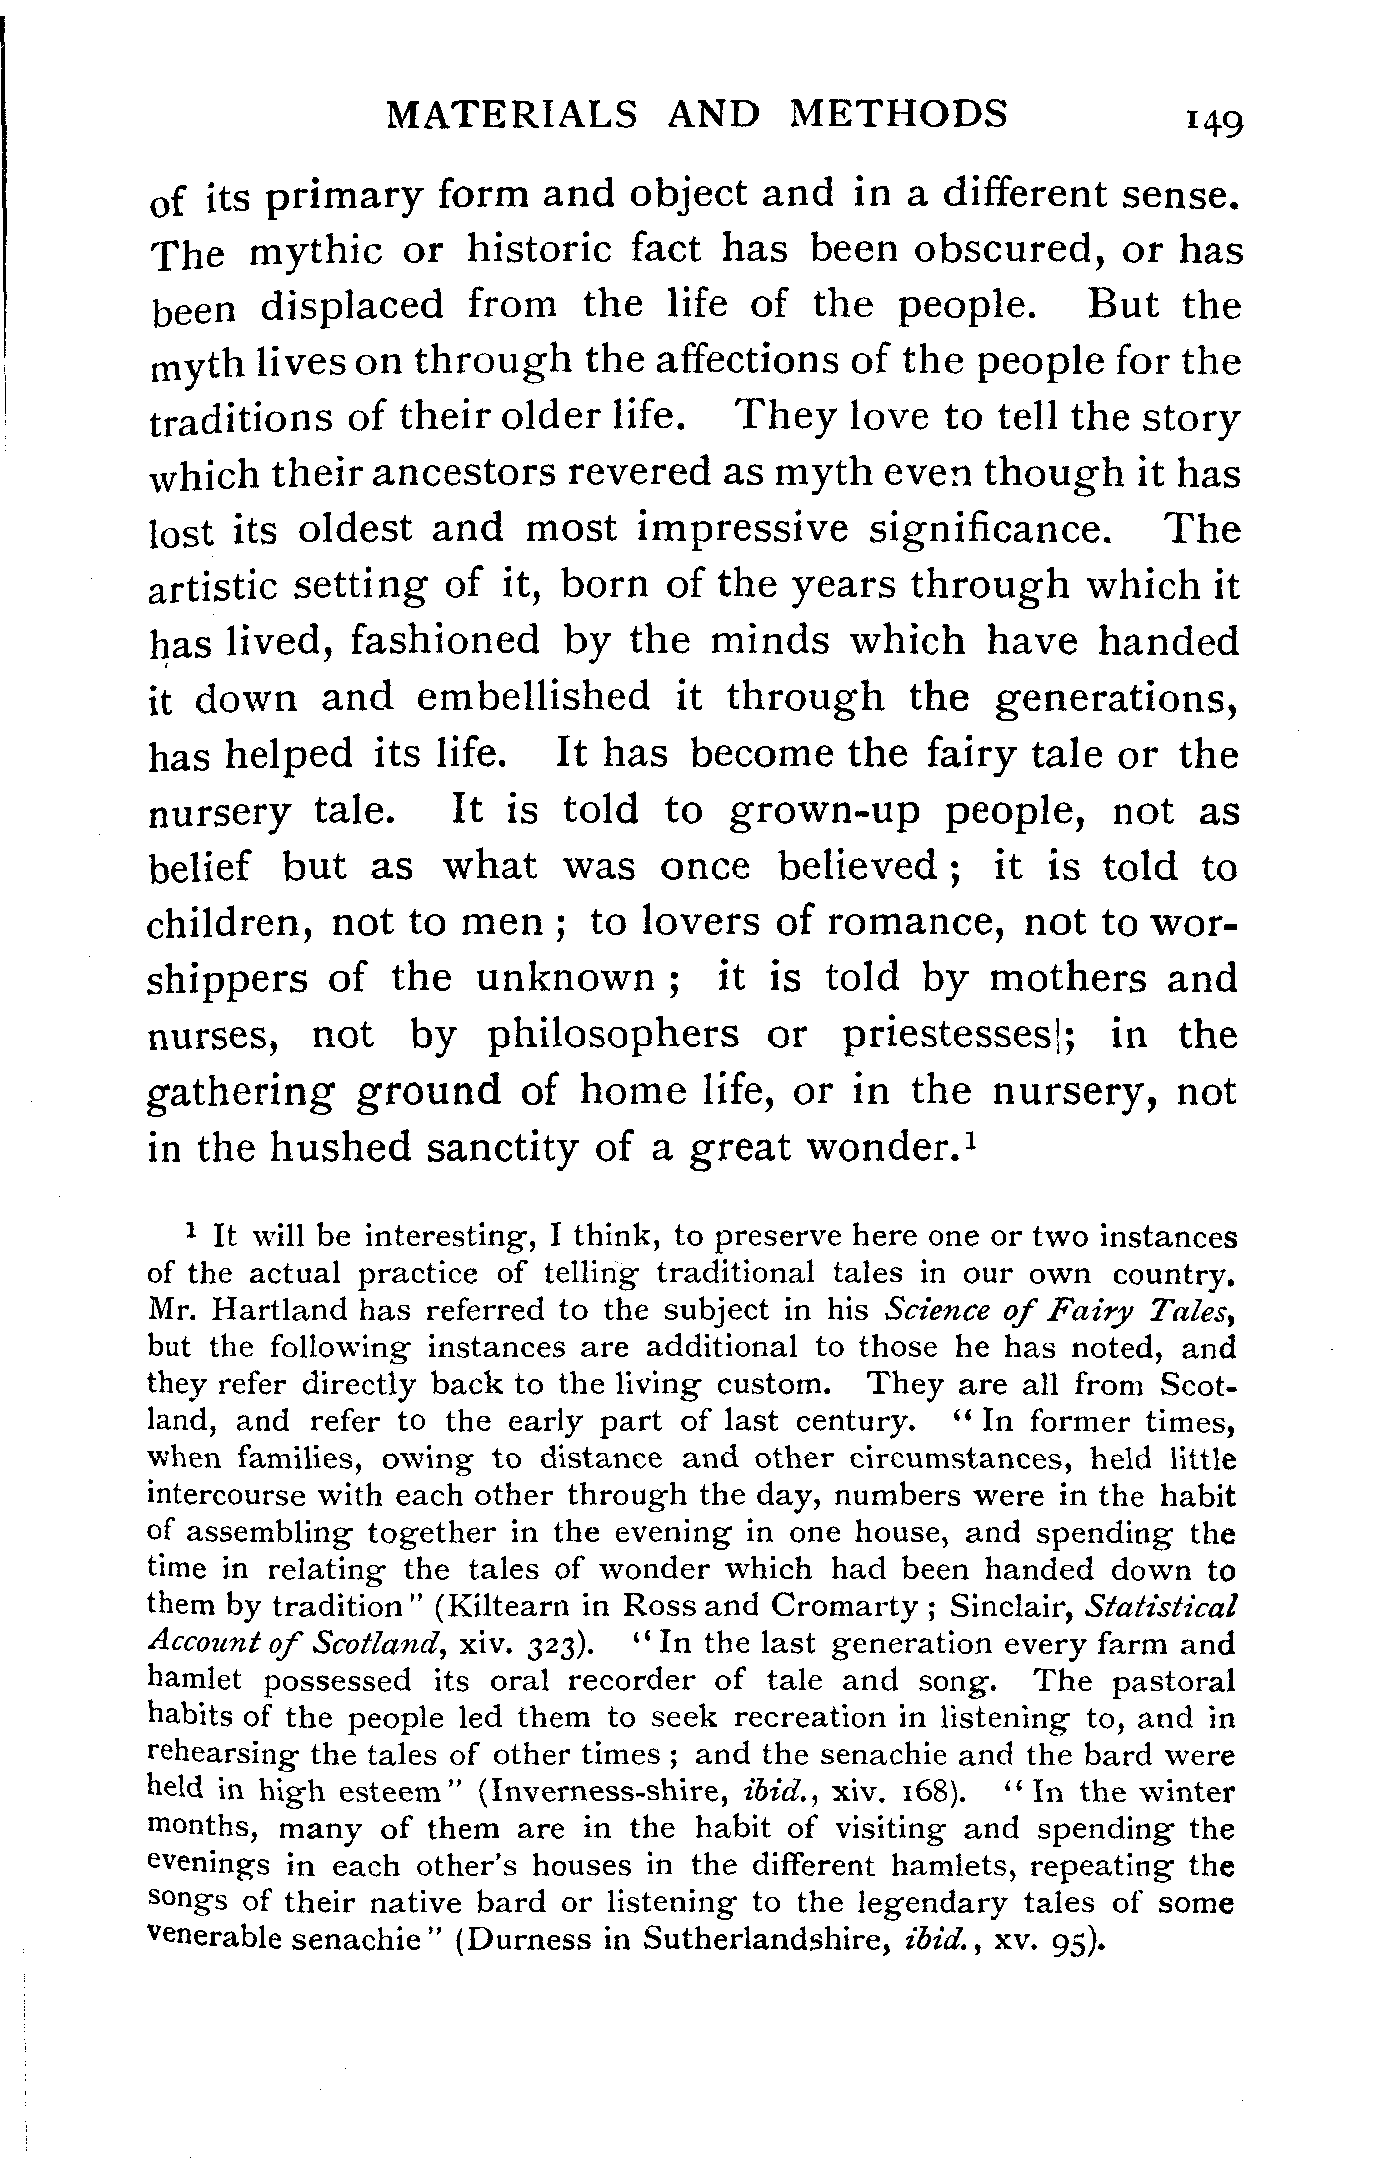 MATERIALS AND METHODS 149
of its primary form and object and in a different sense.
The mythic or historic fact has been obscured, or has
been displaced from the life of the people. But the
myth lives on through the affections of the people for the
traditions of their older life. They love to tell the story
which their ancestors revered as myth even though it has
lost its oldest and most impressive significance. The
artistic setting of it, born of the years through which it
has lived, fashioned by the minds which have handed
it down and embellished it through the generations,
has helped its life. It has become the fairy tale or the
nursery tale. It is told to grown-up people, not as
belief but as what was once believed ; it is told to
children, not to men ; to lovers of romance, not to wor-
shippers of the unknown ; it is told by mothers and
nurses, not by philosophers or priestesses ; in the
gathering ground of home life, or in the nursery, not
in the hushed sanctity of a great wonder.¹
¹ It will be interesting, I think, to preserve here one or two instances
of the actual practice of telling traditional tales in our own country.
Mr. Hartland has referred to the subject in his Science of Fairy Tales,
but the following instances are additional to those he has noted, and
they refer directly back to the living custom. They are all from Scot-
land, and refer to the early part of last century. “ In former times,
when families, owing to distance and other circumstances, held little
intercourse with each other through the day, numbers were in the habit
of assembling together in the evening in one house, and spending the
time in relating the tales of wonder which had been handed down to
them by tradition ” (Kiltearn in Ross and Cromarty ; Sinclair, Statistical
Account of Scotland, xiv. 323). “ In the last generation every farm and
hamlet possessed its oral recorder of tale and song. The pastoral
habits of the people led them to seek recreation in listening to, and in
rehearsing the tales of other times ; and the senachie and the bard were
held in high esteem ” (Inverness-shire, ibid., xiv. 168). “ In the winter
months, many of them are in the habit of visiting and spending the
evenings in each other's houses in the different hamlets, repeating the
songs of their native bard or listening to the legendary tales of some
venerable senachie ” (Durness in Sutherlandshire, ibid., xv. 95).